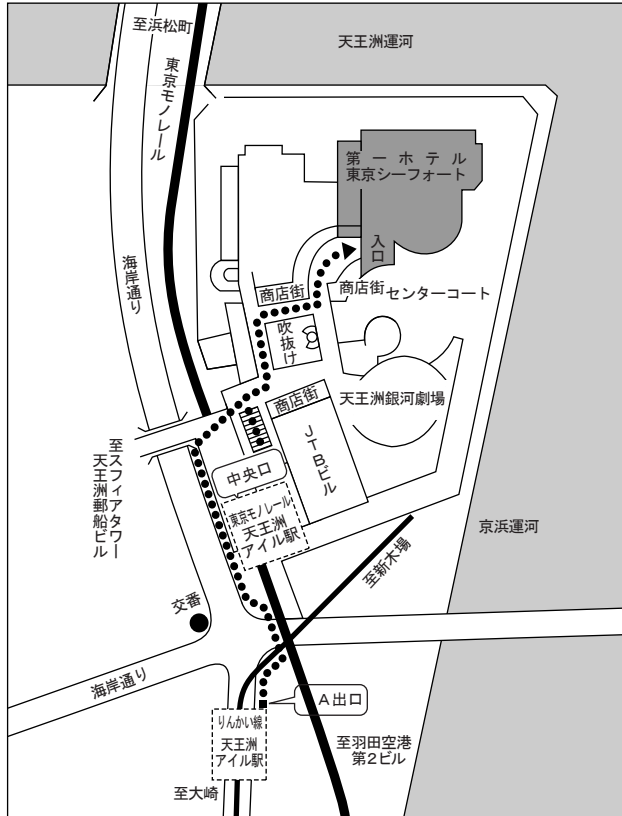 至浜松町
天王洲運河
東京モノレール
第一ホテル
東京シーフォート
入口
海岸通り
商店街
商店街
センターコート
吹抜け
商店街
天王洲銀河劇場
JTBビル
至スフィアタワー
天王洲郵船ビル
中央口
東京モノレール
天王洲
アイル駅
京浜運河
至新木場
交番
海岸通り
A出口
りんかい線
天王洲
アイル駅
至羽田空港
第2ビル
至大崎